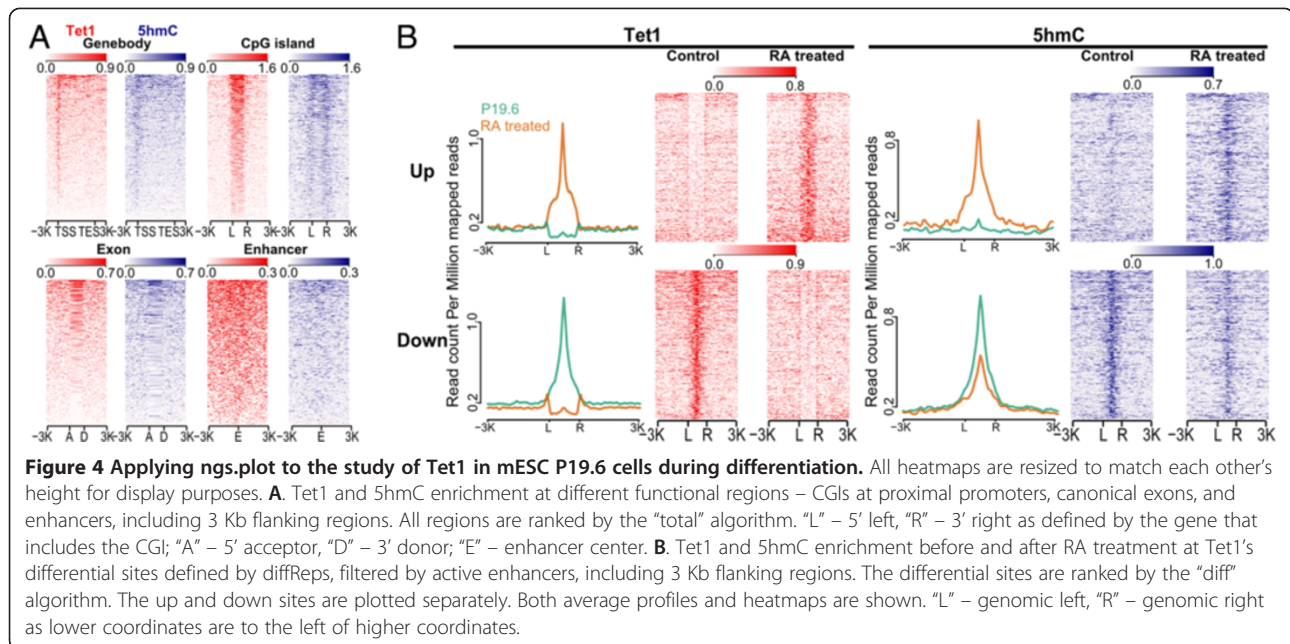 A
Tet1 5hmC
Genebody CpG island
0.0 0.9 0.0 0.9 0.0 1.6 0.0 1.6
−3K TSS TES3K −3K TSS TES3K −3K L R 3K −3K L R 3K
Exon Enhancer
0.0 0.7 0.0 0.7 0.0 0.3 0.0 0.3
−3K A D 3K −3K A D 3K −3K E 3K −3K E 3K
B
Tet1
Control RA treated
0.0 0.8
P19.6
RA treated
Up
Read count Per Million mapped reads
0.2 1.0
−3K L R 3K
0.0 0.9
Down
0.2 1.0
−3K L R 3K
−3K L R 3K −3K L R 3K
5hmC
Control RA treated
0.0 0.7
Read count Per Million mapped reads
0.2 0.8
−3K L R 3K
0.0 1.0
0.2 0.8
−3K L R 3K
−3K L R 3K −3K L R 3K
Figure 4 Applying ngs.plot to the study of Tet1 in mESC P19.6 cells during differentiation. All heatmaps are resized to match each other's
height for display purposes. A. Tet1 and 5hmC enrichment at different functional regions – CGIs at proximal promoters, canonical exons, and
enhancers, including 3 Kb flanking regions. All regions are ranked by the "total" algorithm. "L" – 5' left, "R" – 3' right as defined by the gene that
includes the CGI; "A" – 5' acceptor, "D" – 3' donor; "E" – enhancer center. B. Tet1 and 5hmC enrichment before and after RA treatment at Tet1's
differential sites defined by diffReps, filtered by active enhancers, including 3 Kb flanking regions. The differential sites are ranked by the "diff"
algorithm. The up and down sites are plotted separately. Both average profiles and heatmaps are shown. "L" – genomic left, "R" – genomic right
as lower coordinates are to the left of higher coordinates.